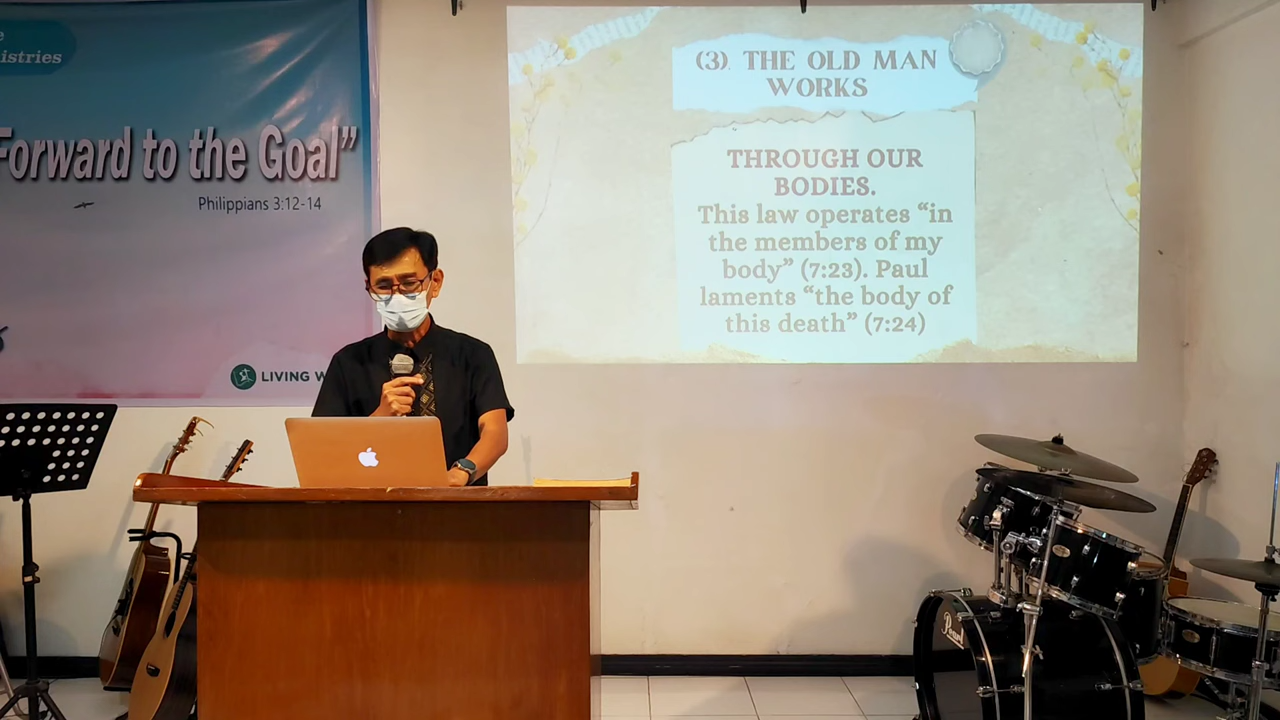 istries
Forward to the Goal”
Philippians 3:12-14
LIVING
(3) THE OLD MAN
WORKS
THROUGH OUR
BODIES.
This law operates “in
the members of my
body” (7:23). Paul
laments “the body of
this death” (7:24)
Pearl